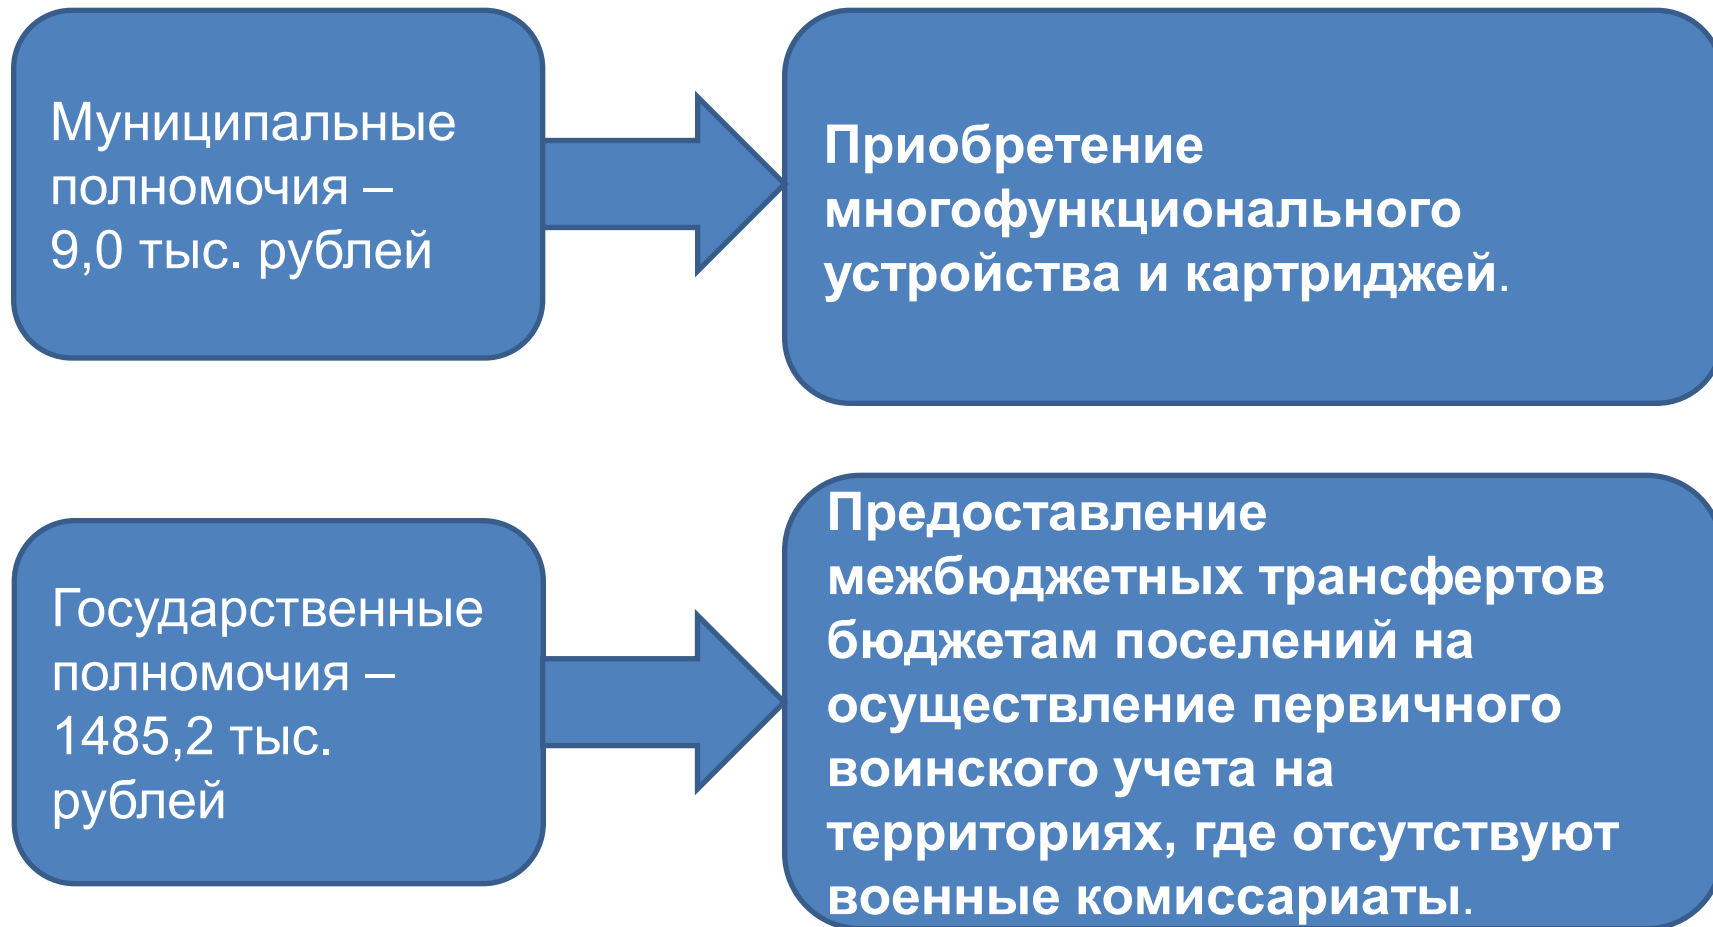 Муниципальные
полномочия –
9,0 тыс. рублей
Приобретение
многофункционального
устройства и картриджей.
Государственные
полномочия –
1485,2 тыс.
рублей
Предоставление
межбюджетных трансфертов
бюджетам поселений на
осуществление первичного
воинского учета на
территориях, где отсутствуют
военные комиссариаты.